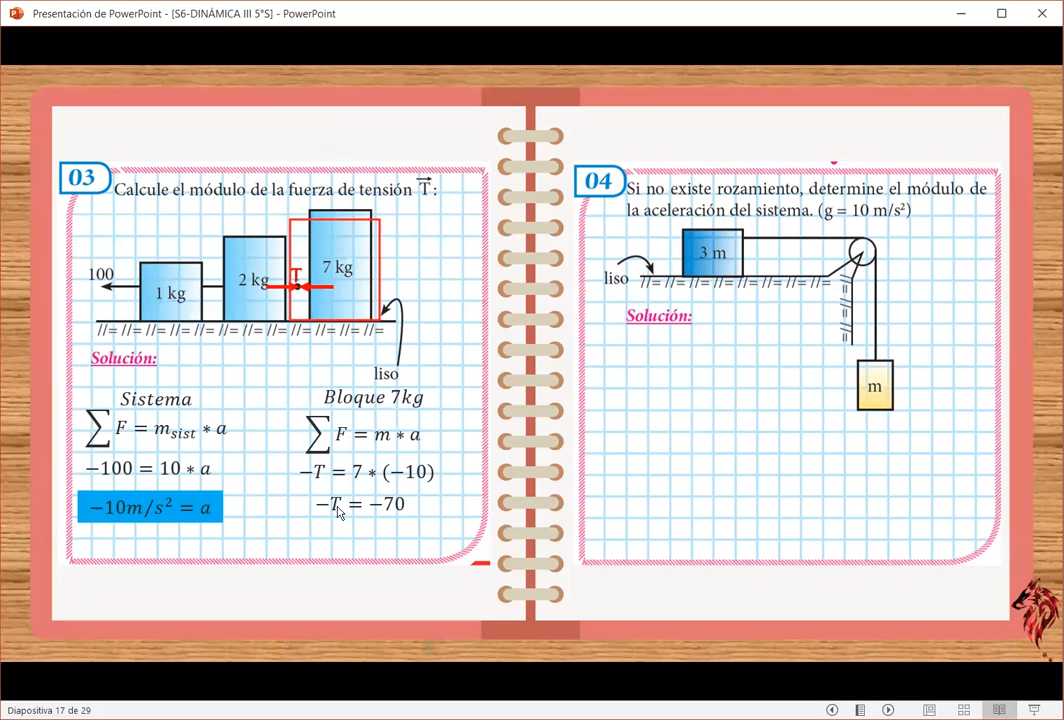 Presentación de PowerPoint - [S6-DINÁMICA III 5°S] - PowerPoint
03
Calcule el módulo de la fuerza de tensión T⃗:
100
1 kg
2 kg
T
7 kg
liso
Solución:
Sistema
∑ F = m_sist * a
−100 = 10 * a
−10m/s² = a
Bloque 7kg
∑ F = m * a
−T = 7 * (−10)
−T = −70
04
Si no existe rozamiento, determine el módulo de
la aceleración del sistema. (g = 10 m/s²)
3 m
liso
Solución:
m
Diapositiva 17 de 29